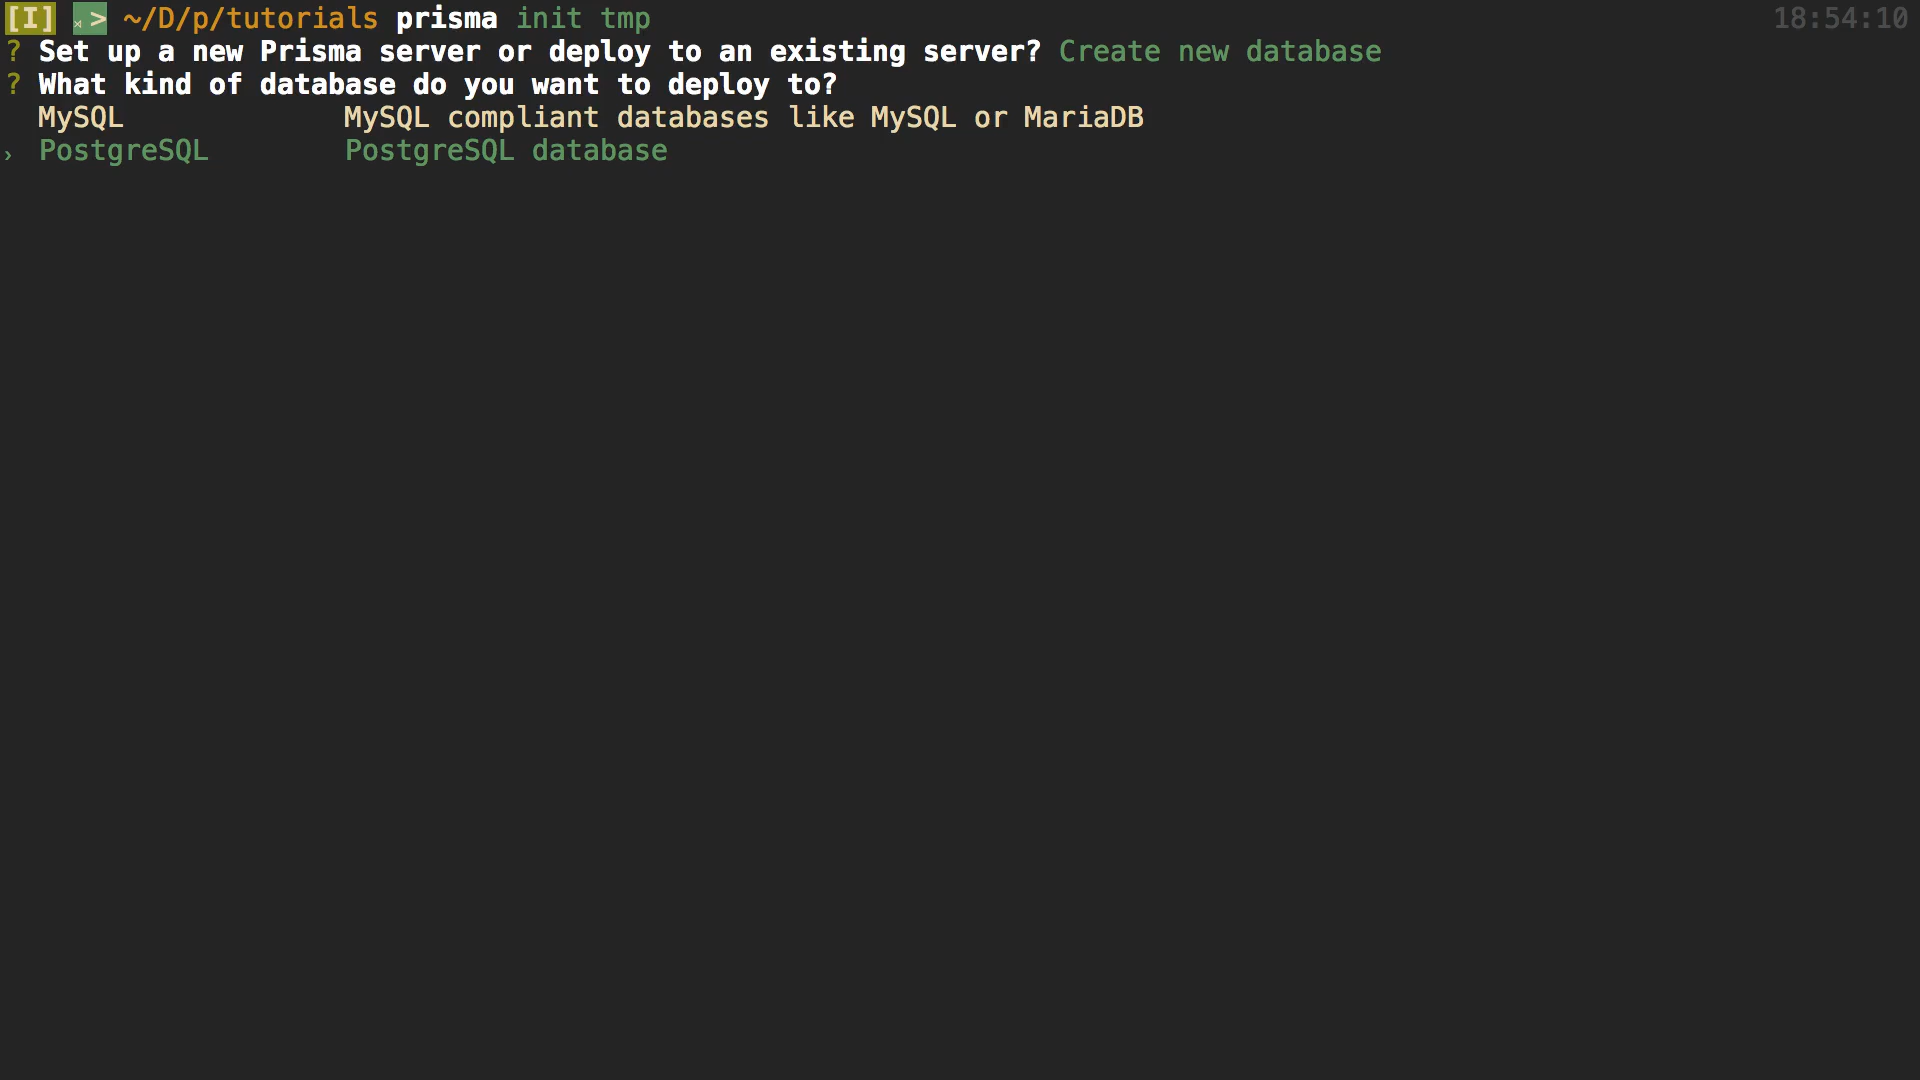 [I] > ~/D/p/tutorials prisma init tmp 18:54:10
? Set up a new Prisma server or deploy to an existing server? Create new database
? What kind of database do you want to deploy to?
MySQL MySQL compliant databases like MySQL or MariaDB
› PostgreSQL PostgreSQL database